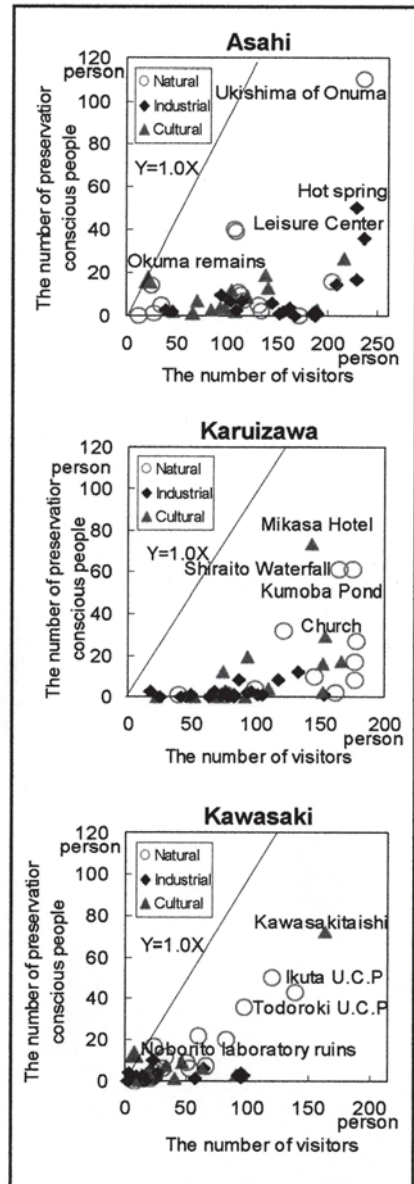 Asahi
person
120
100
80
60
40
20
0
The number of preservatior
conscious people
Natural
Industrial
Cultural
Y=1.0X
Ukishima of Onuma
Hot spring
Leisure Center
Okuma remains
0 50 100 150 200 250
person
The number of visitors
Karuizawa
120
person
100
80
60
40
20
0
The number of preservatior
conscious people
Natural
Industrial
Cultural
Y=1.0X
Mikasa Hotel
Shiraito Waterfall
Kumoba Pond
Church
0 50 100 150 200
person
The number of visitors
Kawasaki
120
person
100
80
60
40
20
0
The number of preservatior
conscious people
Natural
Industrial
Cultural
Y=1.0X
Kawasakitaishi
Ikuta U.C.P
Todoroki U.C.P
Noborito laboratory ruins
0 50 100 150 200
person
The number of visitors